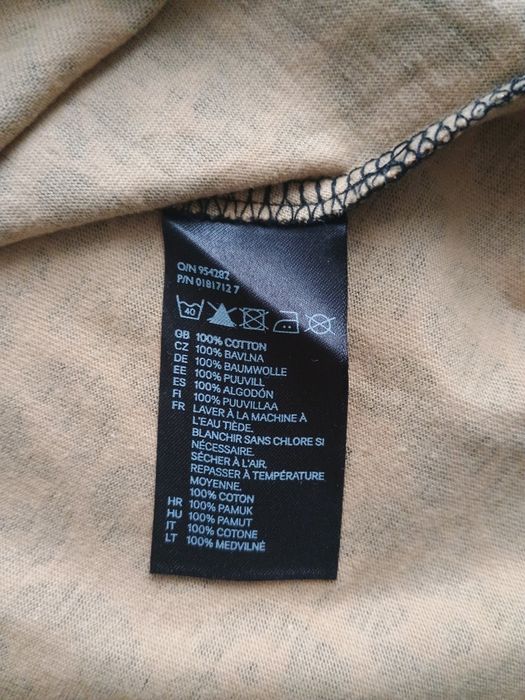 O/N 954282
P/N 0181712 7
40
GB 100% COTTON
CZ 100% BAVLNA
DE 100% BAUMWOLLE
EE 100% PUUVILL
ES 100% ALGODÓN
FI 100% PUUVILLAA
FR LAVER À LA MACHINE À
L'EAU TIÈDE.
BLANCHIR SANS CHLORE SI
NÉCESSAIRE.
SÉCHER À L'AIR.
REPASSER À TEMPÉRATURE
MOYENNE.
100% COTON
HR 100% PAMUK
HU 100% PAMUT
IT 100% COTONE
LT 100% MEDVILNĖ